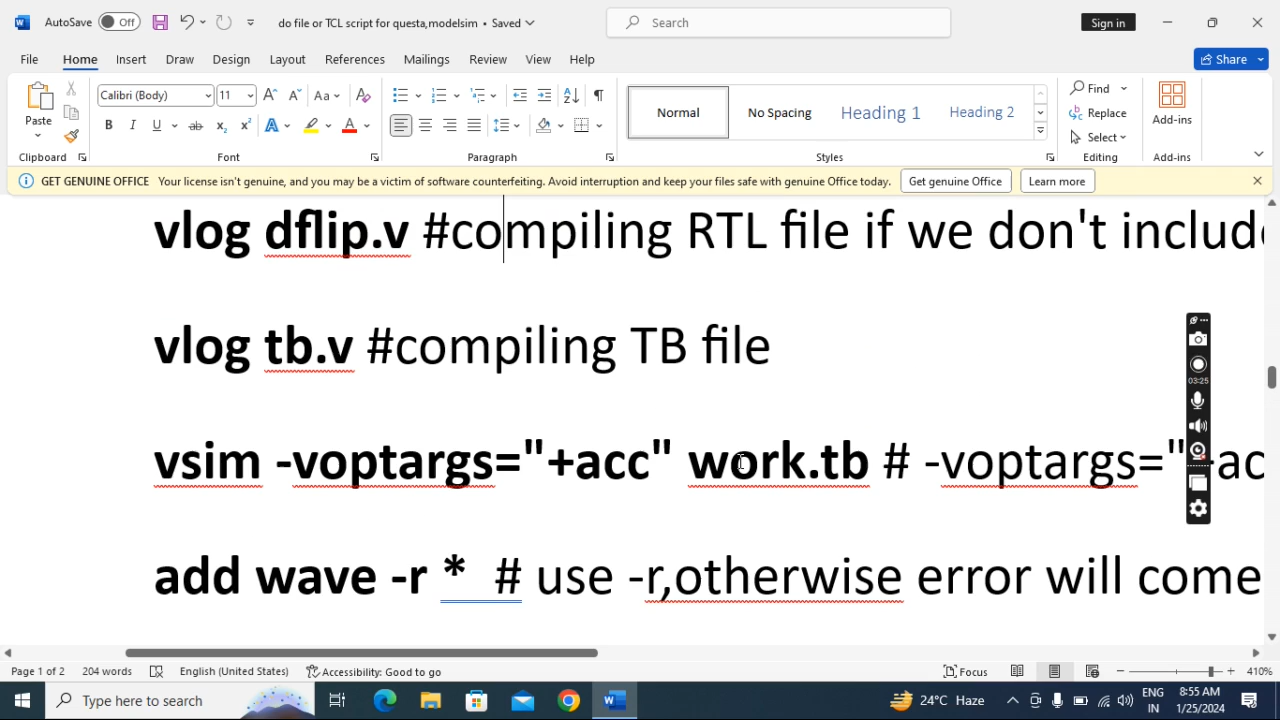 AutoSave Off do file or TCL script for questa,modelsim • Saved Search Sign in
File Home Insert Draw Design Layout References Mailings Review View Help Share
Paste Calibri (Body) 11 Normal No Spacing Heading 1 Heading 2 Find Replace Select Add-ins
Clipboard Font Paragraph Styles Editing Add-ins
GET GENUINE OFFICE Your license isn't genuine, and you may be a victim of software counterfeiting. Avoid interruption and keep your files safe with genuine Office today. Get genuine Office Learn more
vlog dflip.v #compiling RTL file if we don't include
vlog tb.v #compiling TB file
03:25
vsim -voptargs="+acc" work.tb # -voptargs="+ac
add wave -r * # use -r,otherwise error will come
Page 1 of 2 204 words English (United States) Accessibility: Good to go Focus 410%
Type here to search 24°C Haze ENG IN 8:55 AM 1/25/2024